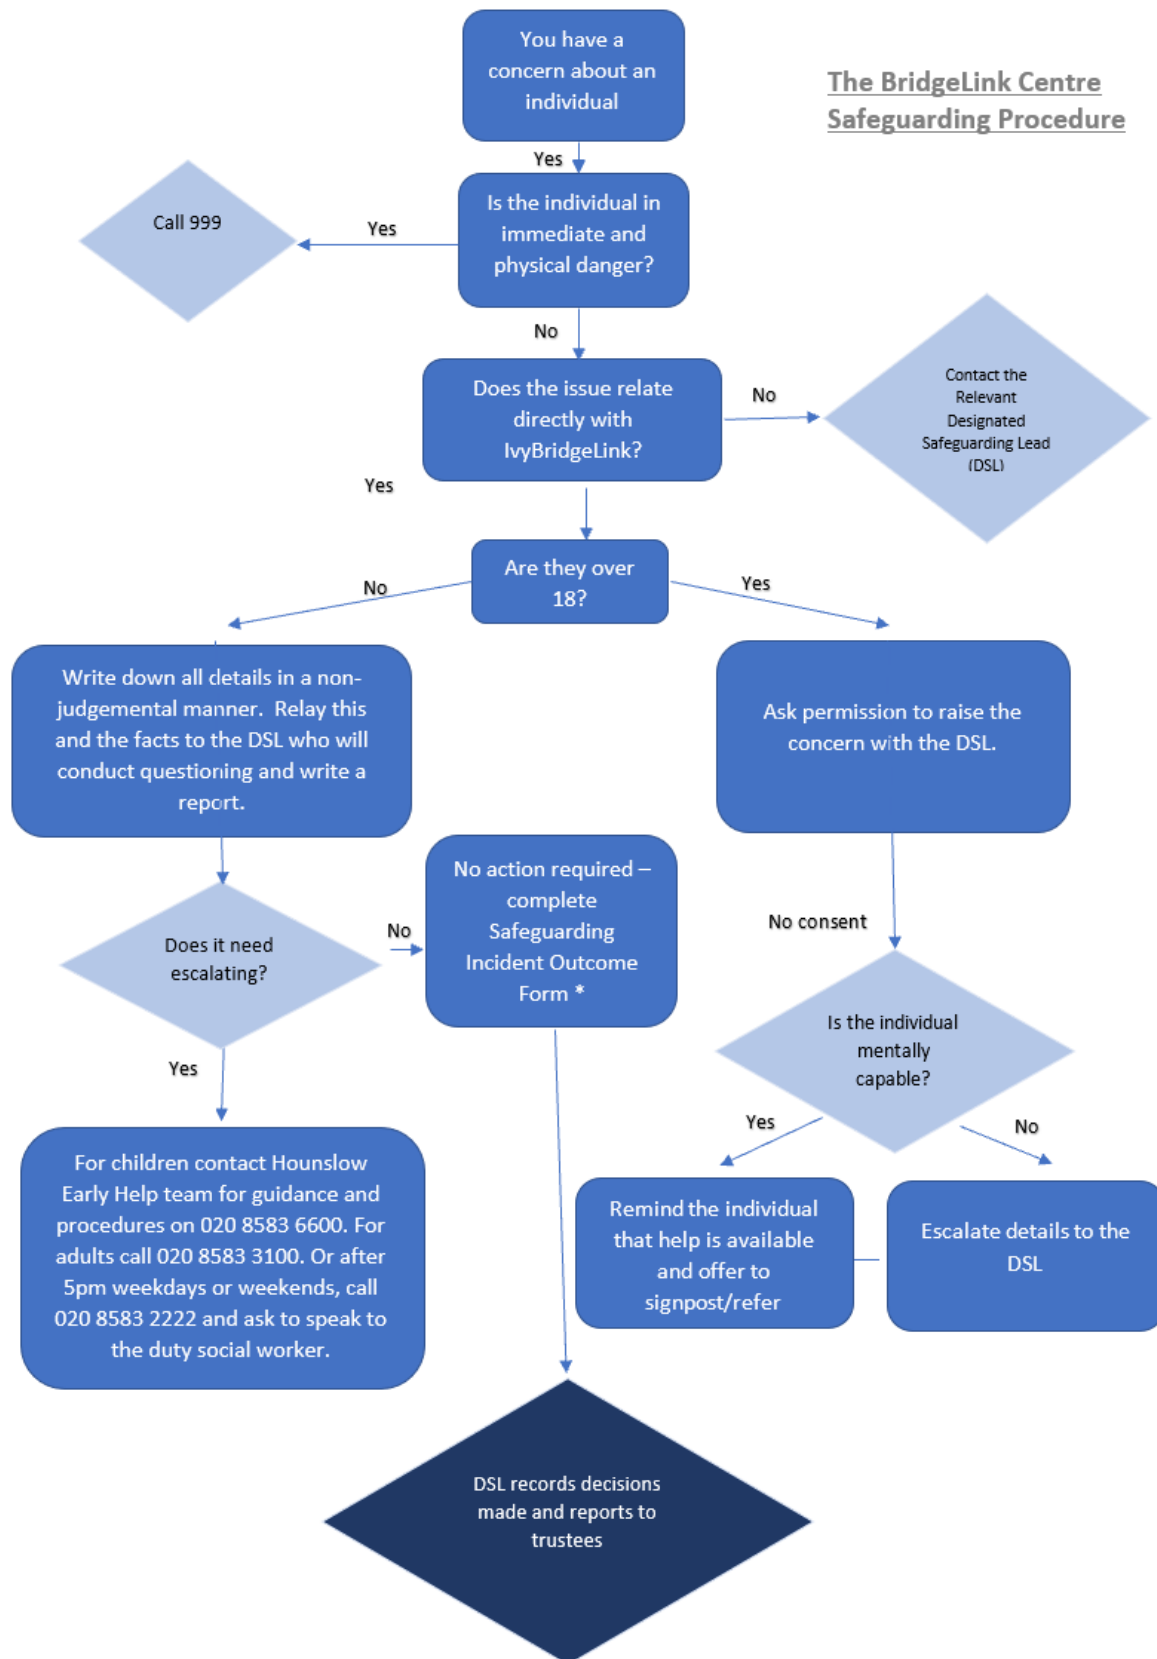 You have a
concern about an
individual
The BridgeLink Centre
Safeguarding Procedure
Yes
Call 999
Yes
Is the individual in
immediate and
physical danger?
No
Does the issue relate
directly with
IvyBridgeLink?
No
Contact the
Relevant
Designated
Safeguarding Lead
(DSL)
Yes
Are they over
18?
No
Yes
Write down all details in a non-
judgemental manner.  Relay this
and the facts to the DSL who will
conduct questioning and write a
report.
Ask permission to raise the
concern with the DSL.
Does it need
escalating?
No
No action required –
complete
Safeguarding
Incident Outcome
Form *
No consent
Is the individual
mentally
capable?
Yes
Yes
No
For children contact Hounslow
Early Help team for guidance and
procedures on 020 8583 6600. For
adults call 020 8583 3100. Or after
5pm weekdays or weekends, call
020 8583 2222 and ask to speak to
the duty social worker.
Remind the individual
that help is available
and offer to
signpost/refer
Escalate details to the
DSL
DSL records decisions
made and reports to
trustees